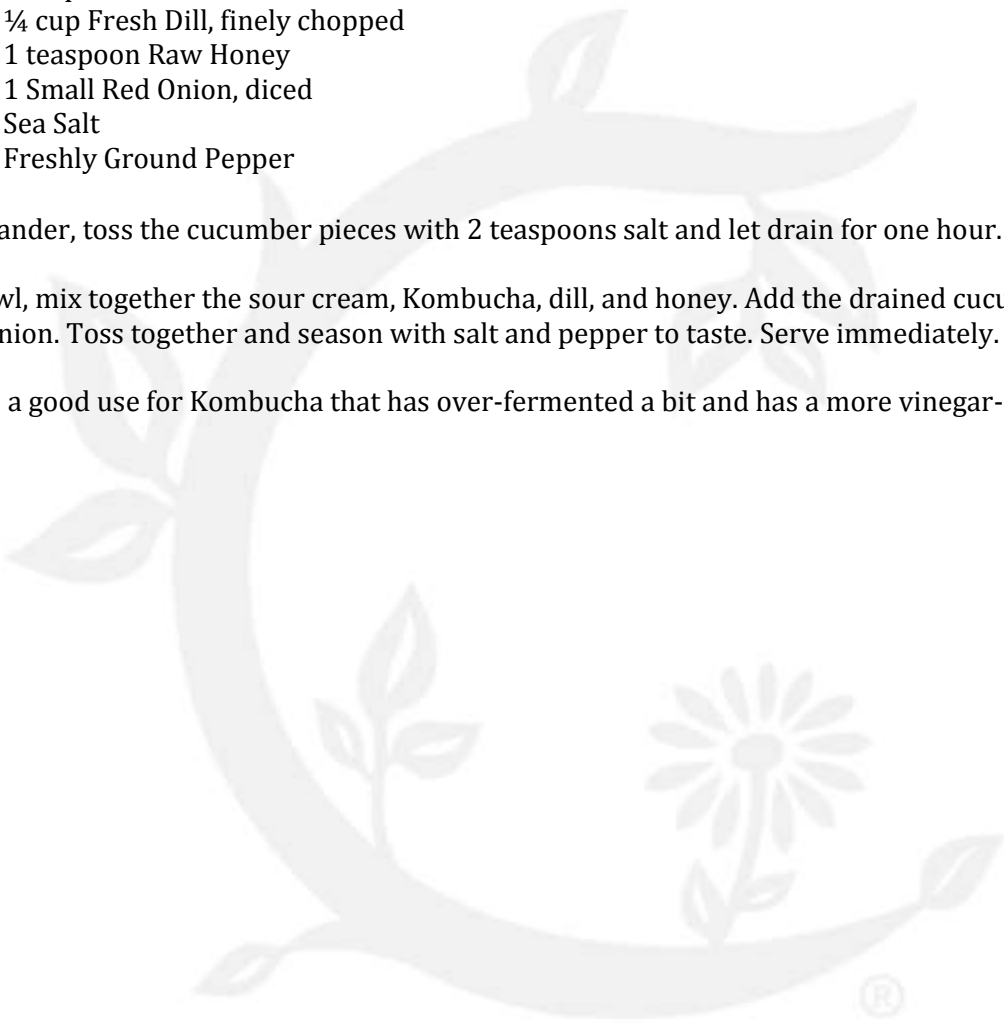 ¼ cup Fresh Dill, finely chopped
1 teaspoon Raw Honey
1 Small Red Onion, diced
Sea Salt
Freshly Ground Pepper
ander, toss the cucumber pieces with 2 teaspoons salt and let drain for one hour.
wl, mix together the sour cream, Kombucha, dill, and honey. Add the drained cucu
nion. Toss together and season with salt and pepper to taste. Serve immediately.
a good use for Kombucha that has over-fermented a bit and has a more vinegar-
®